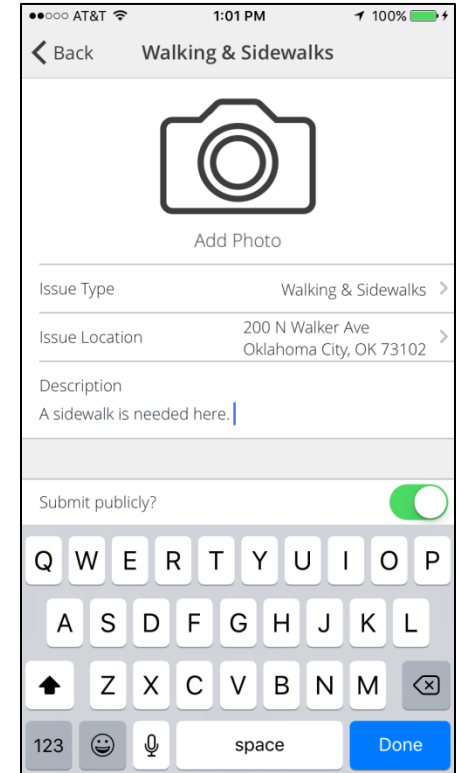 AT&T 1:01 PM 100%
Back Walking & Sidewalks
Add Photo
Issue Type Walking & Sidewalks
Issue Location 200 N Walker Ave
Oklahoma City, OK 73102
Description
A sidewalk is needed here.
Submit publicly?
Q W E R T Y U I O P
A S D F G H J K L
Z X C V B N M
123 space Done